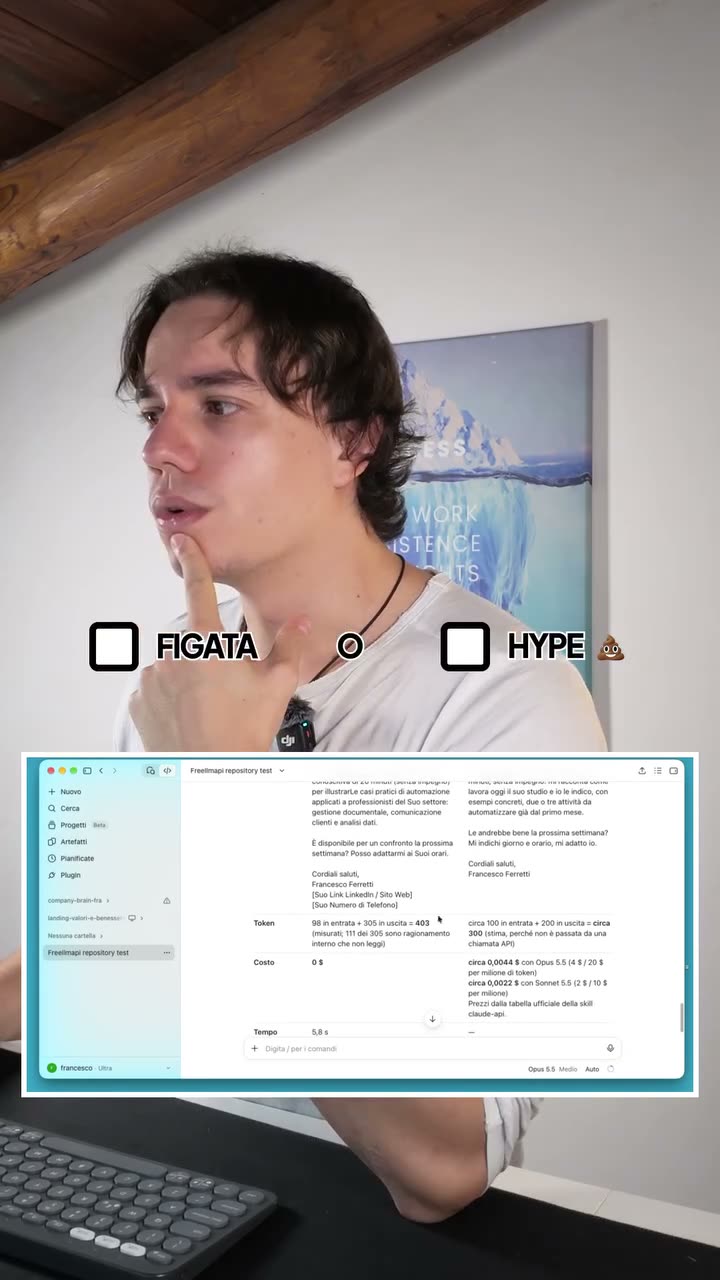 ESS
WORK
ISTENCE
GHTS
FIGATA O HYPE 💩
dji
Freellmapi repository test
Nuovo
Cerca
Progetti Beta
Artefatti
Pianificate
Plugin
company-brain-fra
landing-valori-e-benesse
Nessuna cartella
Freellmapi repository test
francesco · Ultra
conoscitiva di 20 minuti (senza impegno)
per illustrarLe casi pratici di automazione
applicati a professionisti del Suo settore:
gestione documentale, comunicazione
clienti e analisi dati.
È disponibile per un confronto la prossima
settimana? Posso adattarmi ai Suoi orari.
Cordiali saluti,
Francesco Ferretti
[Suo Link LinkedIn / Sito Web]
[Suo Numero di Telefono]
minuti, senza impegno: mi racconta come
lavora oggi il suo studio e io le indico, con
esempi concreti, due o tre attività da
automatizzare già dal primo mese.
Le andrebbe bene la prossima settimana?
Mi indichi giorno e orario, mi adatto io.
Cordiali saluti,
Francesco Ferretti
Token
98 in entrata + 305 in uscita = 403
(misurati; 111 dei 305 sono ragionamento
interno che non leggi)
circa 100 in entrata + 200 in uscita = circa
300 (stima, perché non è passata da una
chiamata API)
Costo
0 $
circa 0,0044 $ con Opus 5.5 (4 $ / 20 $
per milione di token)
circa 0,0022 $ con Sonnet 5.5 (2 $ / 10 $
per milione)
Prezzi dalla tabella ufficiale della skill
claude-api.
Tempo
5,8 s
—
Digita / per i comandi
Opus 5.5 Medio Auto